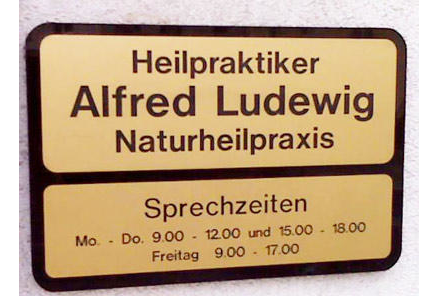 Heilpraktiker
Alfred Ludewig
Naturheilpraxis
Sprechzeiten
Mo. - Do. 9.00 - 12.00 und 15.00 - 18.00
Freitag 9.00 - 17.00